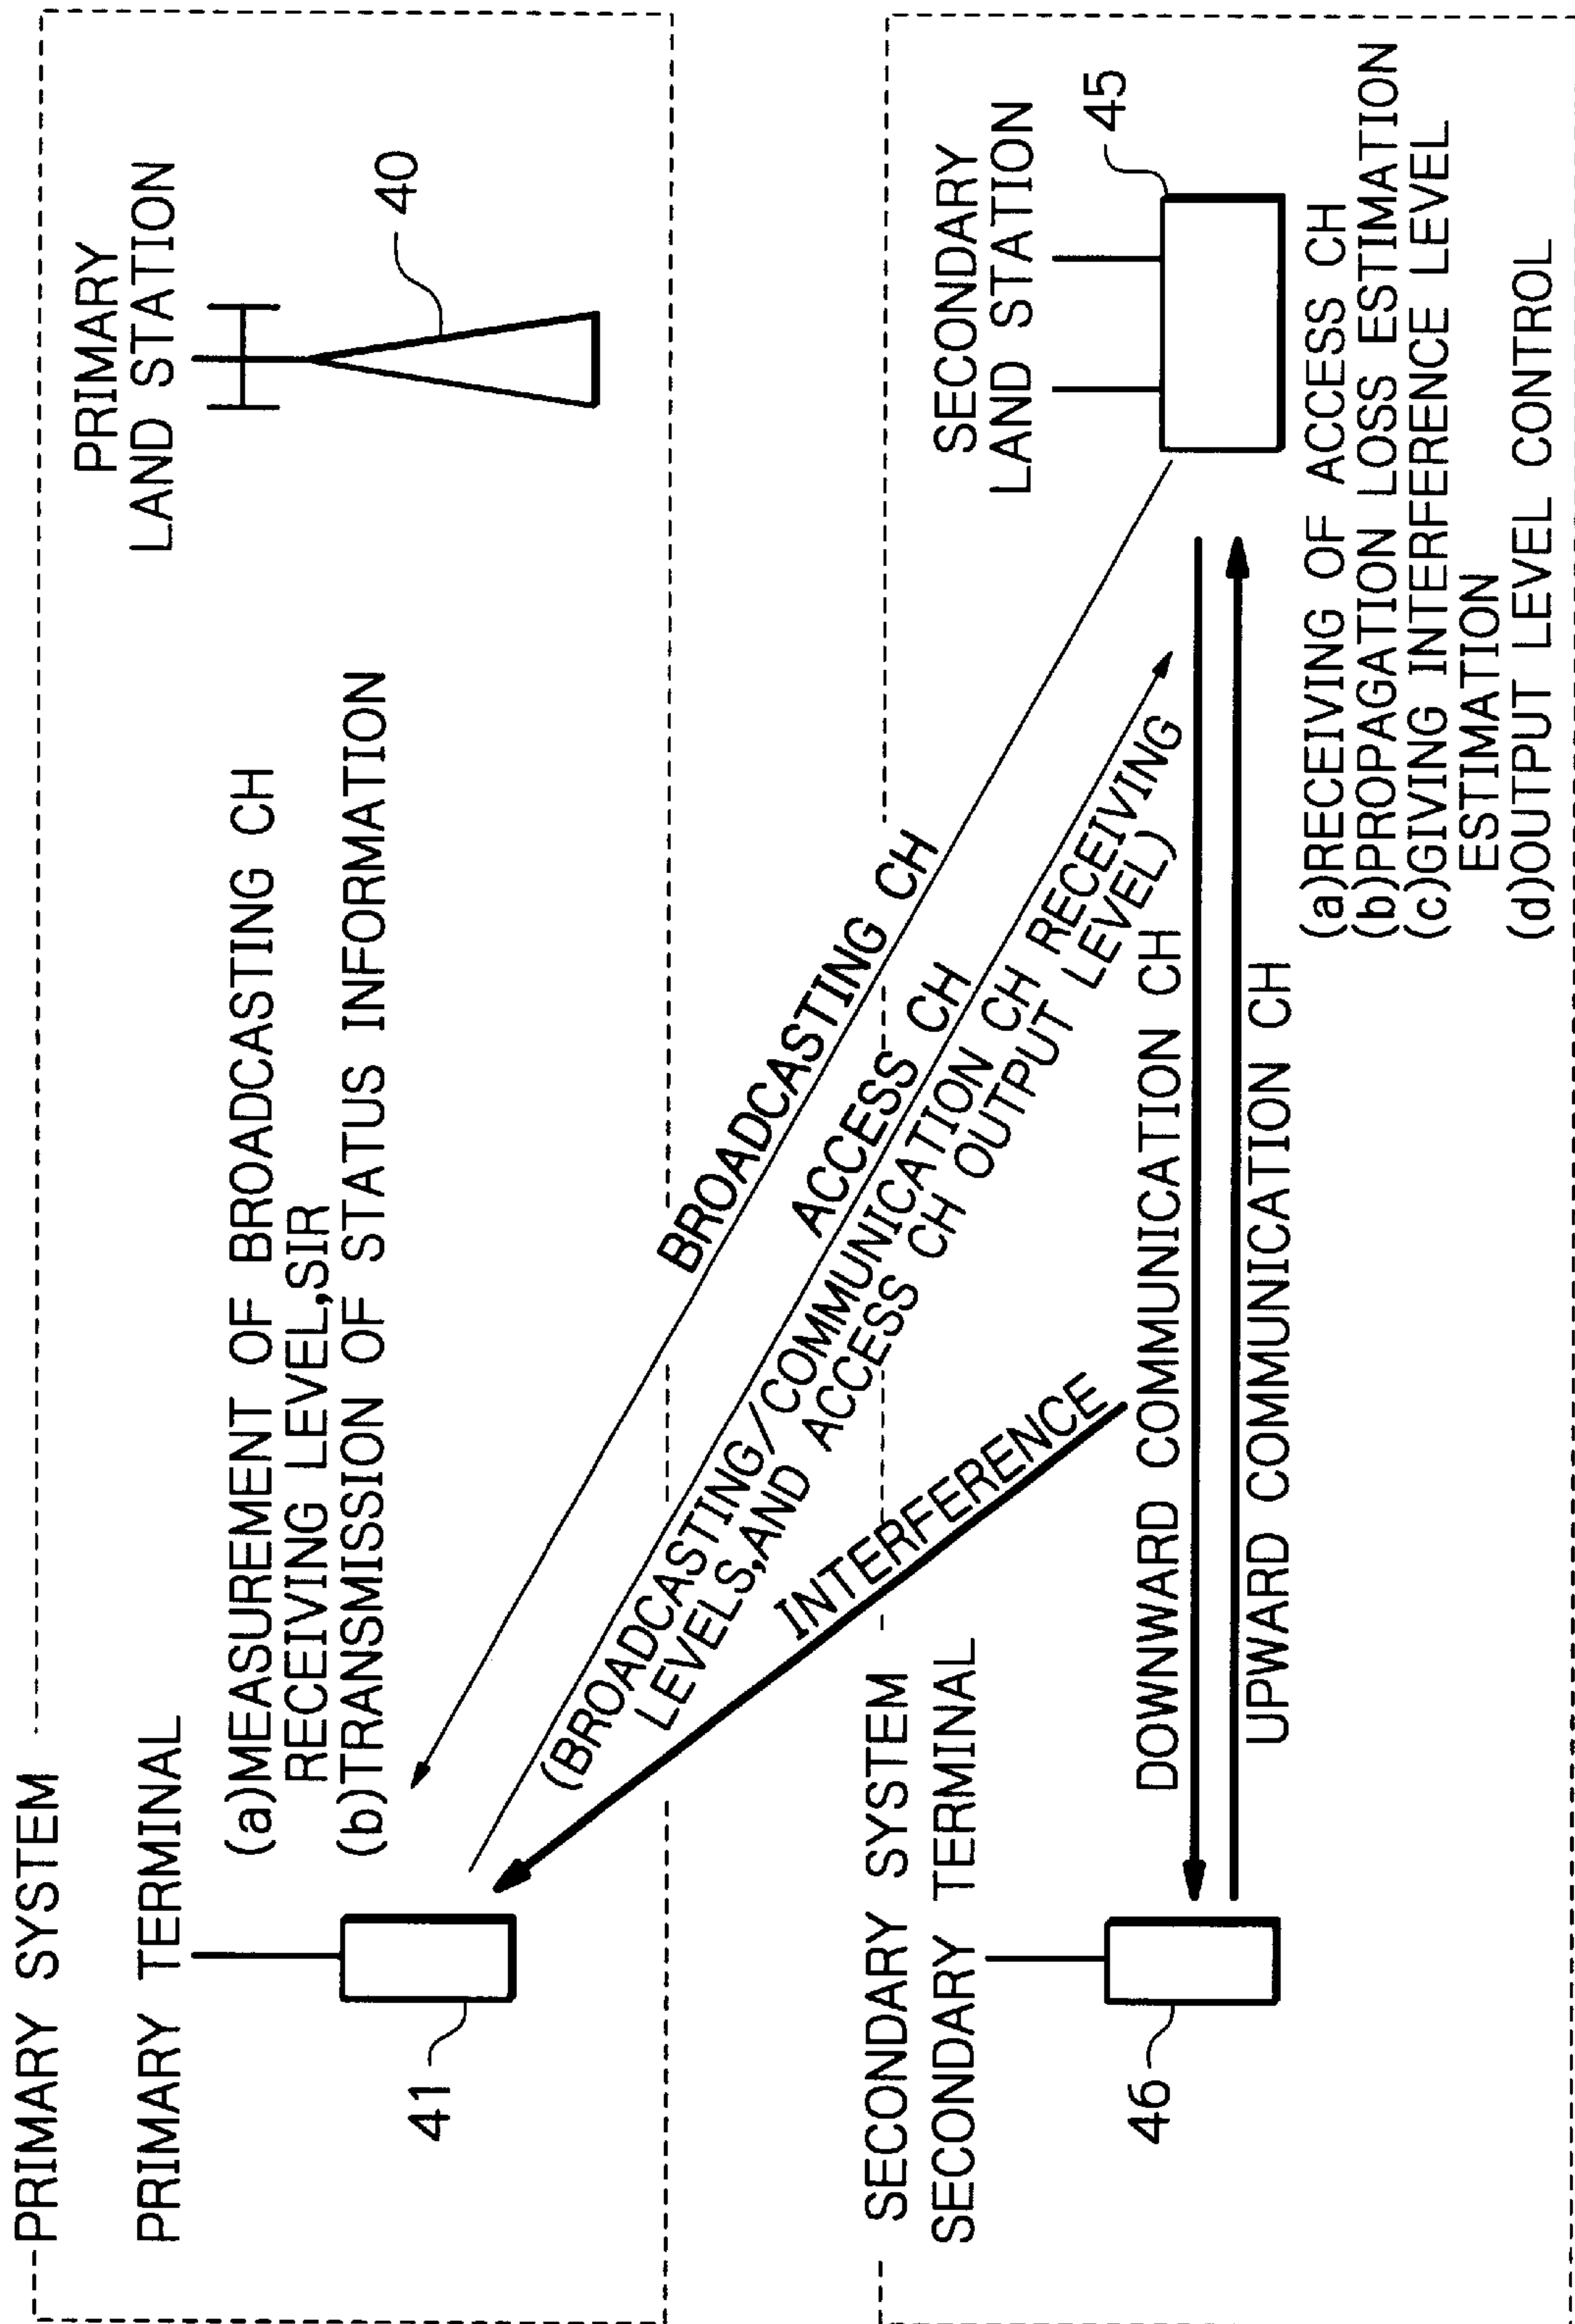 PRIMARY SYSTEM
PRIMARY TERMINAL
(a)MEASUREMENT OF BROADCASTING CH
RECEIVING LEVEL,SIR
(b)TRANSMISSION OF STATUS INFORMATION
41
PRIMARY
LAND STATION
40
BROADCASTING CH
ACCESS CH
(BROADCASTING/COMMUNICATION CH RECEIVING
LEVELS,AND ACCESS CH OUTPUT LEVEL)
INTERFERENCE
SECONDARY SYSTEM
SECONDARY TERMINAL
46
DOWNWARD COMMUNICATION CH
UPWARD COMMUNICATION CH
SECONDARY
LAND STATION
45
(a)RECEIVING OF ACCESS CH
(b)PROPAGATION LOSS ESTIMATION
(c)GIVING INTERFERENCE LEVEL
ESTIMATION
(d)OUTPUT LEVEL CONTROL